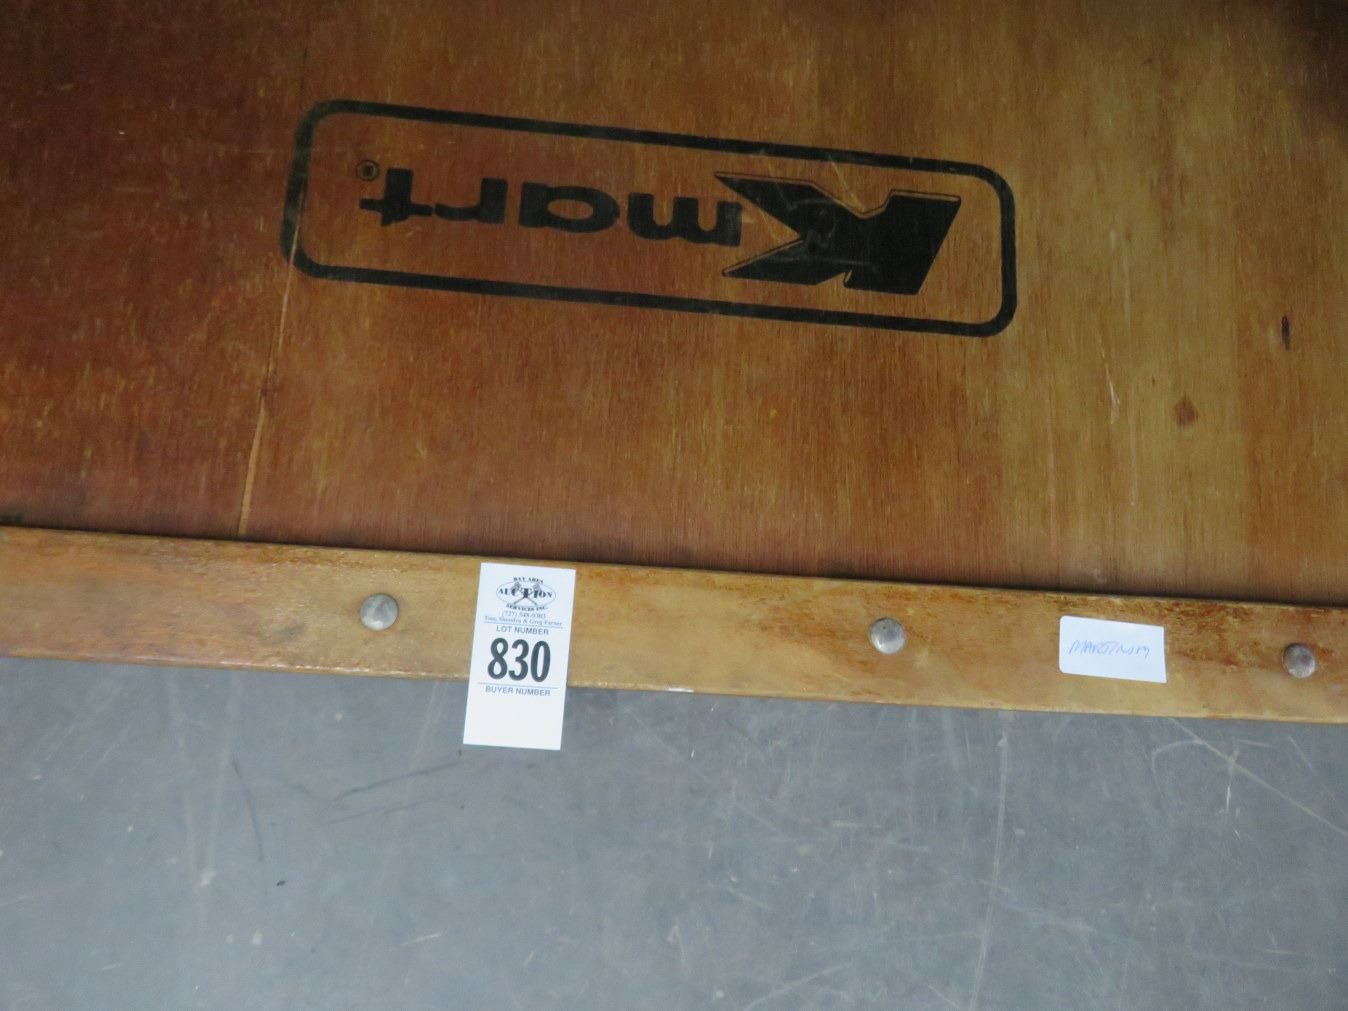 Kmart®
BAY AREA
AUCTION
SERVICES INC.
LOT NUMBER
830
BUYER NUMBER